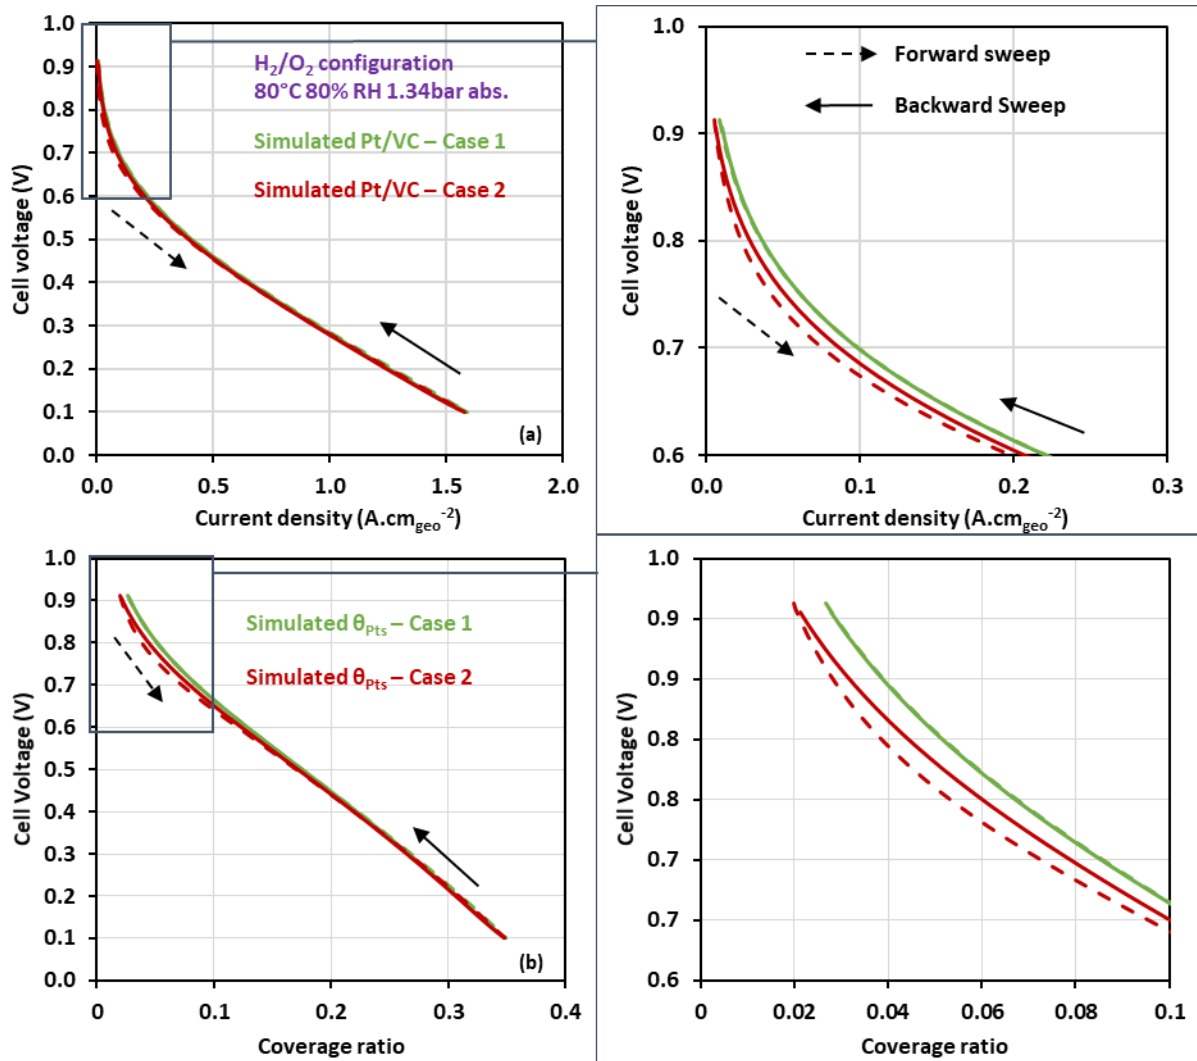 1.0
0.9
0.8
0.7
0.6
0.5
0.4
0.3
0.2
0.1
0.0
Cell voltage (V)
H2/O2 configuration
80°C 80% RH 1.34bar abs.
Simulated Pt/VC – Case 1
Simulated Pt/VC – Case 2
(a)
0.0 0.5 1.0 1.5 2.0
Current density (A.cmgeo-2)
1.0
0.9
0.8
0.7
0.6
Cell voltage (V)
Forward sweep
Backward Sweep
0.0 0.1 0.2 0.3
Current density (A.cmgeo-2)
1.0
0.9
0.8
0.7
0.6
0.5
0.4
0.3
0.2
0.1
0.0
Cell Voltage (V)
Simulated θPts – Case 1
Simulated θPts – Case 2
(b)
0 0.1 0.2 0.3 0.4
Coverage ratio
1.0
0.9
0.9
0.8
0.8
0.7
0.7
0.6
Cell Voltage (V)
0 0.02 0.04 0.06 0.08 0.1
Coverage ratio